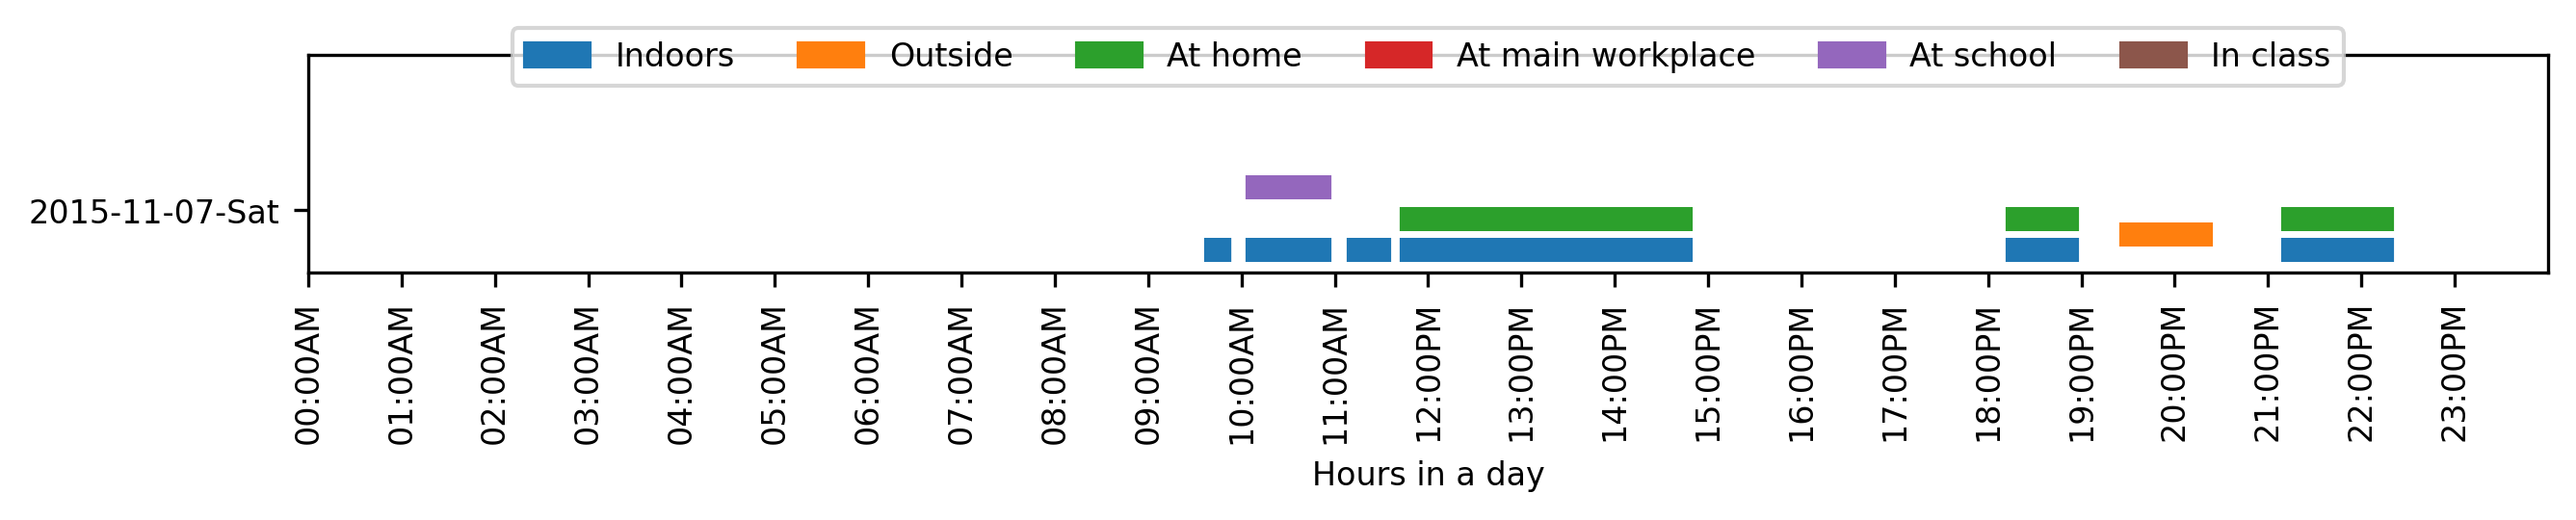 Indoors Outside At home At main workplace At school In class
2015-11-07-Sat
00:00AM 01:00AM 02:00AM 03:00AM 04:00AM 05:00AM 06:00AM 07:00AM 08:00AM 09:00AM 10:00AM 11:00AM 12:00PM 13:00PM 14:00PM 15:00PM 16:00PM 17:00PM 18:00PM 19:00PM 20:00PM 21:00PM 22:00PM 23:00PM
Hours in a day